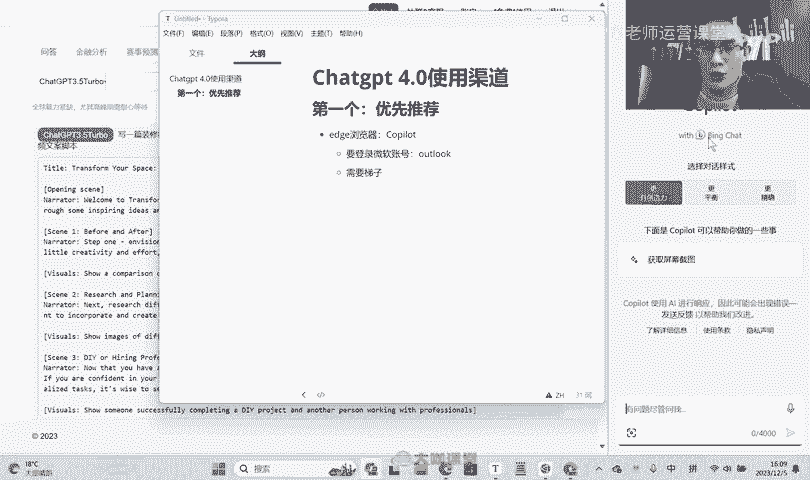 Untitled• - Typora
文件(F) 编辑(E) 段落(P) 格式(O) 视图(V) 主题(T) 帮助(H)
问答 金融分析
ChatGPT3.5Turbo
ChatGPT3.5Turbo 写一篇装修
频文案脚本
Title: Transform Your Space:
[Opening scene]
Narrator: Welcome to Transfor
rough some inspiring ideas an
[Scene 1: Before and After]
Narrator: Step one - envision
little creativity and effort,
[Visuals: Show a comparison o
[Scene 2: Research and Plann
Narrator: Next, research diff
nt to incorporate and create
[Visuals: Show images of diff
[Scene 3: DIY or Hiring Profe
Narrator: Now that you have a
If you are confident in your
alized tasks, it's wise to se
[Visuals: Show someone successfully completing a DIY project and another person working with professionals]
© 2023
文件 大纲
Chatgpt 4.0使用渠道
第一个：优先推荐
Chatgpt 4.0使用渠道
第一个：优先推荐
edge浏览器：Copilot
要登录微软账号：outlook
需要梯子
ZH 31 词
@老师运营课堂
bilibili
Copilot
with Bing Chat
选择对话样式
更
有创造力
更
平衡
更
精确
下面是 Copilot 可以帮助你做的一些事
获取屏幕截图
Copilot 使用 AI 进行响应，因此可能会出现错误—
发送反馈 以帮助我们改进。
了解详细信息 使用条款 隐私声明
有问题尽管问我...
0/4000
18°C
搜索
中 拼
16:09
2023/12/5